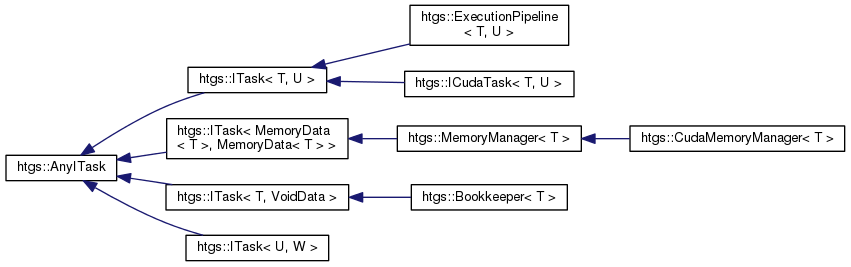 htgs::ExecutionPipeline
< T, U >
htgs::ITask< T, U >
htgs::ICudaTask< T, U >
htgs::ITask< MemoryData
< T >, MemoryData< T > >
htgs::MemoryManager< T >
htgs::CudaMemoryManager< T >
htgs::AnyITask
htgs::ITask< T, VoidData >
htgs::Bookkeeper< T >
htgs::ITask< U, W >